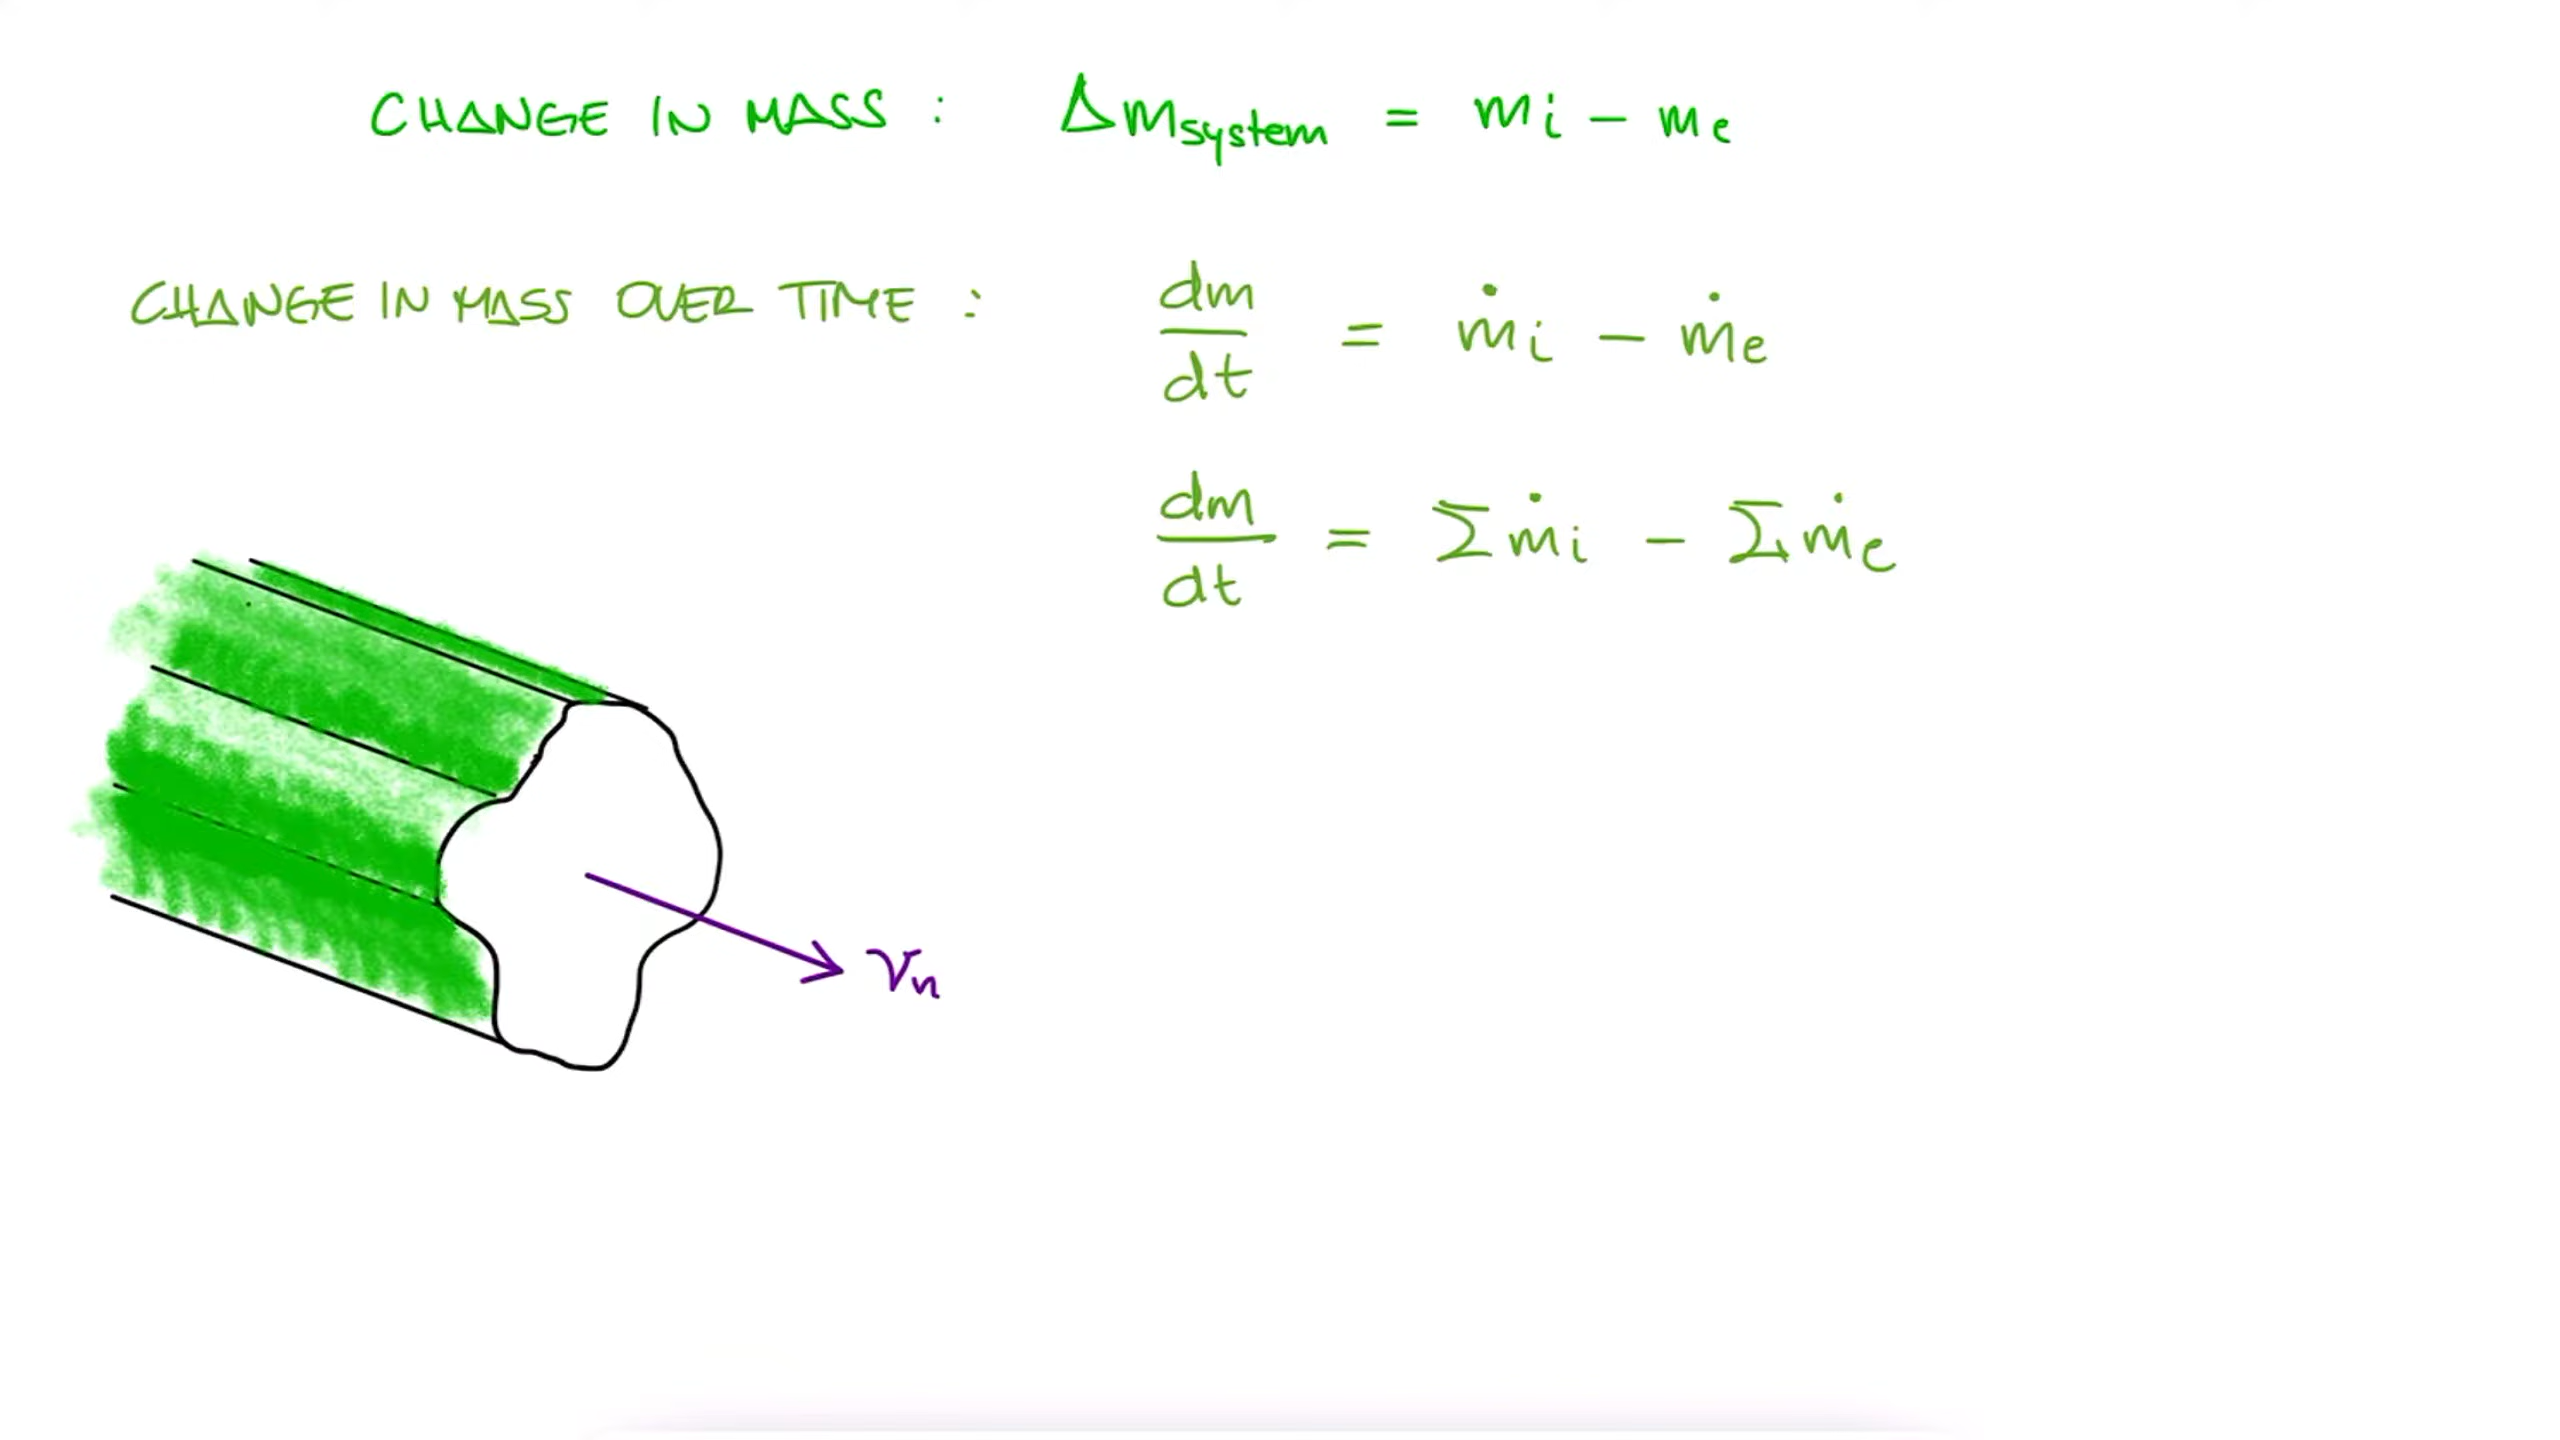 CHANGE IN MASS : Δm_system = m_i − m_e
CHANGE IN MASS OVER TIME : dm/dt = ṁ_i − ṁ_e
dm/dt = Σṁ_i − Σṁ_e
V_n